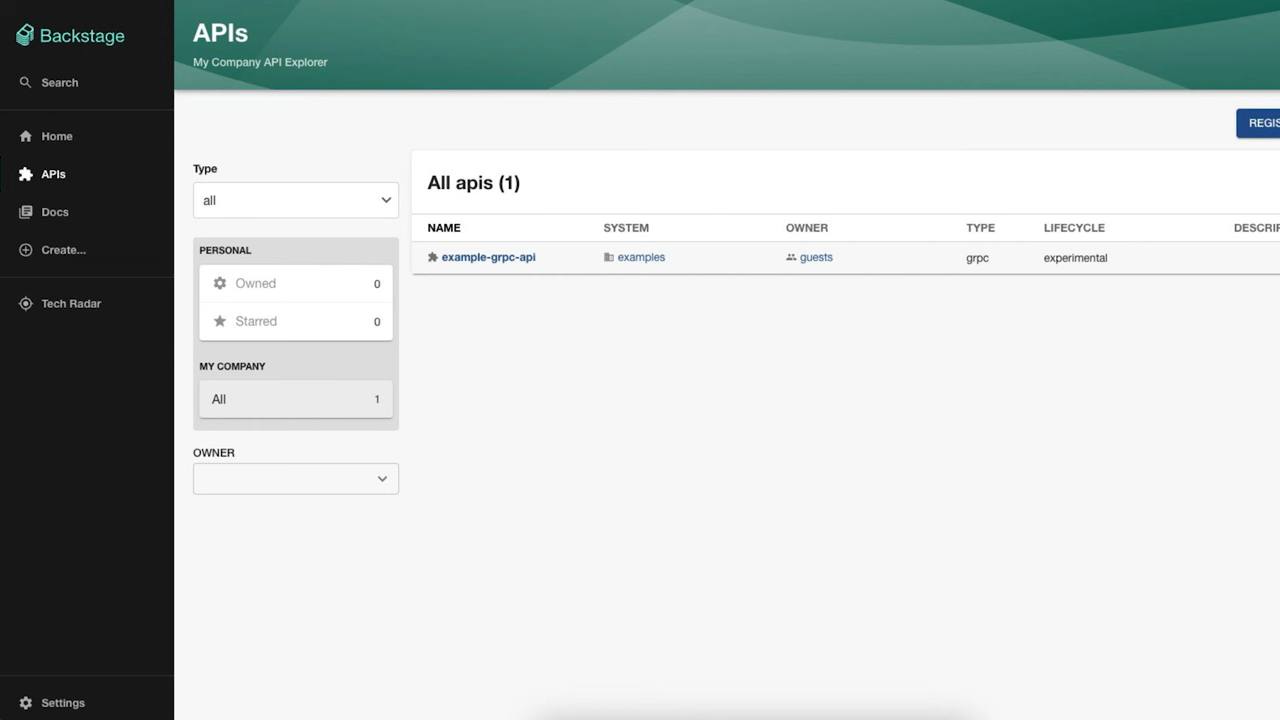 Backstage
Search
Home
APIs
Docs
Create...
Tech Radar
Settings
APIs
My Company API Explorer
REGIS
Type
all
PERSONAL
Owned 0
Starred 0
MY COMPANY
All 1
OWNER
All apis (1)
NAME SYSTEM OWNER TYPE LIFECYCLE DESCRIP
example-grpc-api examples guests grpc experimental